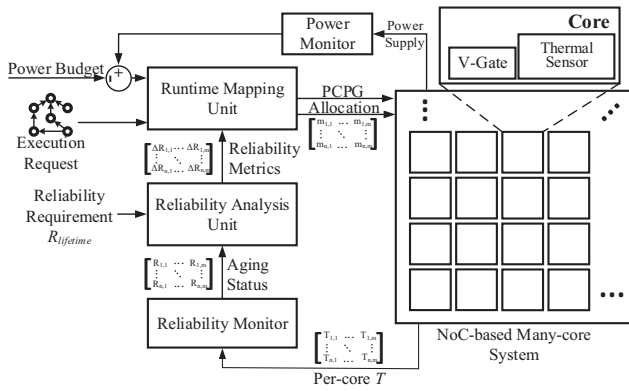 Core
V-Gate
Thermal
Sensor
Power
Monitor
Power
Supply
Power Budget
+
-
Runtime Mapping
Unit
PCPG
Allocation
m1,1 ... m1,m
mn,1 ... mn,m
Execution
Request
ΔR1,1 ... ΔR1,m
ΔRn,1 ... ΔRn,m
Reliability
Metrics
Reliability
Requirement
Rlifetime
Reliability Analysis
Unit
R1,1 ... R1,m
Rn,1 ... Rn,m
Aging
Status
Reliability Monitor
T1,1 ... T1,m
Tn,1 ... Tn,m
Per-core T
NoC-based Many-core
System